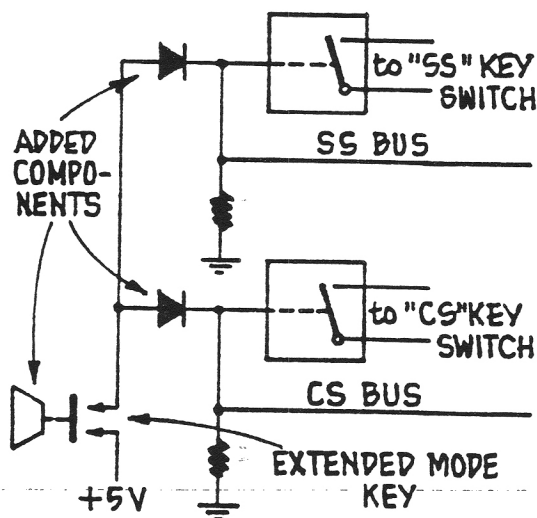 to "SS" KEY
SWITCH
ADDED
COMPO-
NENTS
SS BUS
to "CS" KEY
SWITCH
CS BUS
EXTENDED MODE
KEY
+5V